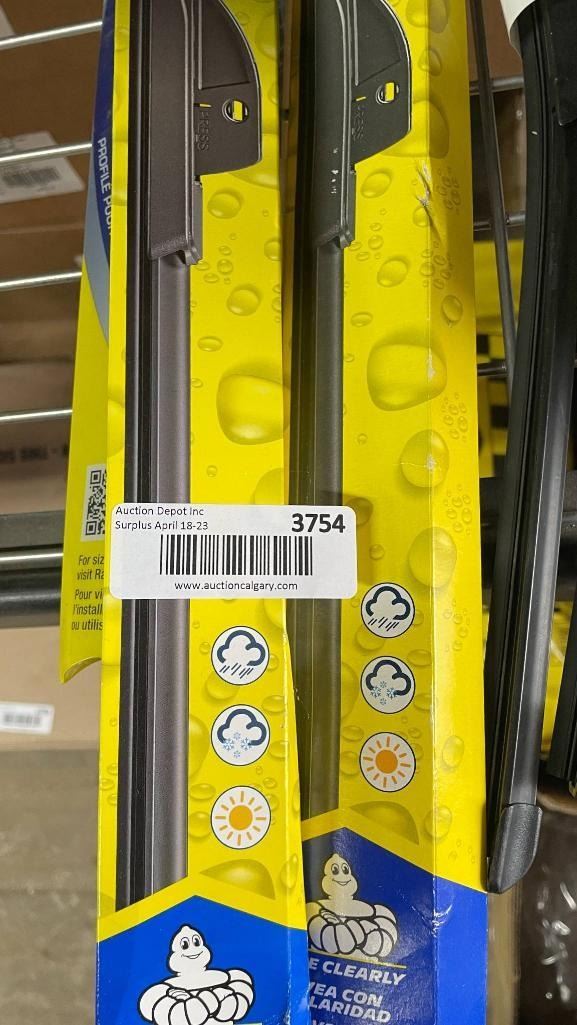 PRESS
PRESS
PROFILE
For siz
visit Ra
Pour vi
l'install
ou utilis
Auction Depot Inc
Surplus April 18-23
3754
www.auctioncalgary.com
E CLEARLY
VEA CON
LARIDAD